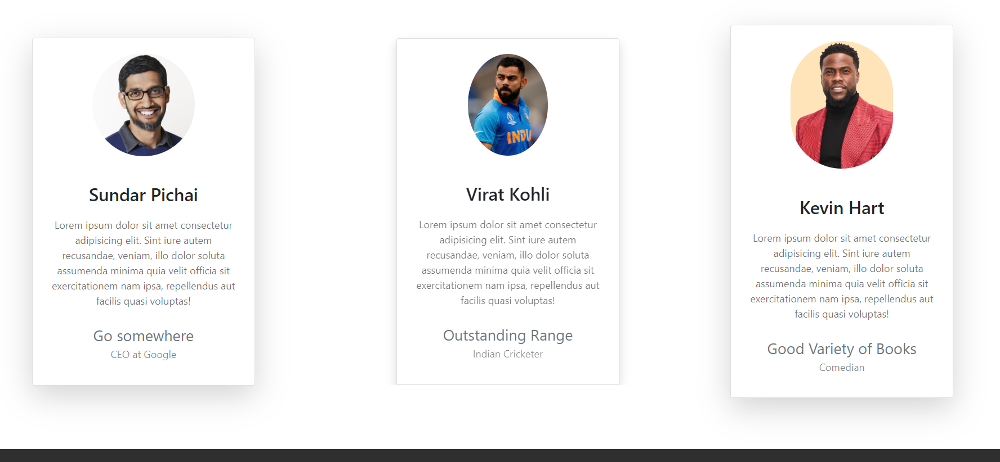 Sundar Pichai
Lorem ipsum dolor sit amet consectetur
adipisicing elit. Sint iure autem
recusandae, veniam, illo dolor soluta
assumenda minima quia velit officia sit
exercitationem nam ipsa, repellendus aut
facilis quasi voluptas!
Go somewhere
CEO at Google
INDIA
Virat Kohli
Lorem ipsum dolor sit amet consectetur
adipisicing elit. Sint iure autem
recusandae, veniam, illo dolor soluta
assumenda minima quia velit officia sit
exercitationem nam ipsa, repellendus aut
facilis quasi voluptas!
Outstanding Range
Indian Cricketer
Kevin Hart
Lorem ipsum dolor sit amet consectetur
adipisicing elit. Sint iure autem
recusandae, veniam, illo dolor soluta
assumenda minima quia velit officia sit
exercitationem nam ipsa, repellendus aut
facilis quasi voluptas!
Good Variety of Books
Comedian